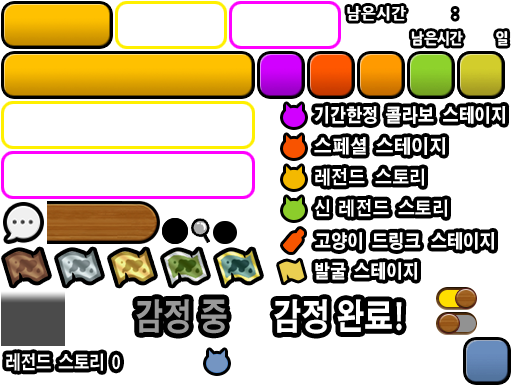 남은시간 :
남은시간 일
기간한정 콜라보 스테이지
스페셜 스테이지
레전드 스토리
신 레전드 스토리
고양이 드링크 스테이지
발굴 스테이지
감정 중 감정 완료!
레전드 스토리 0